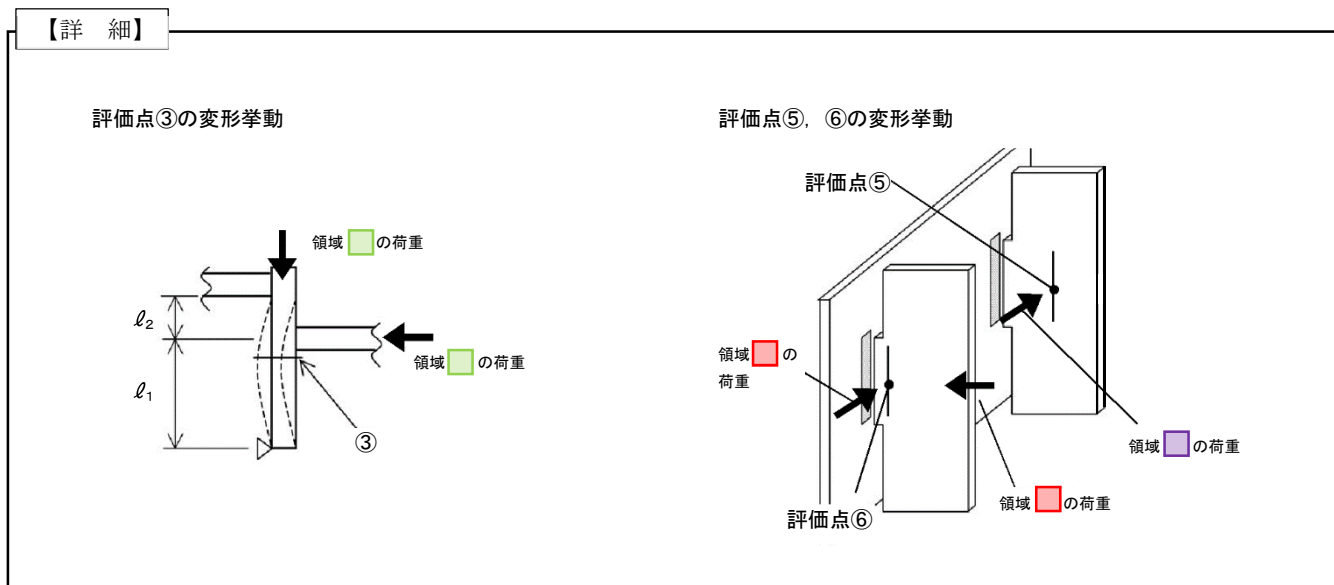 【詳 細】
評価点③の変形挙動
領域 の荷重
ℓ₂
領域 の荷重
ℓ₁
③
評価点⑤，⑥の変形挙動
評価点⑤
領域 の
荷重
領域 の荷重
領域 の荷重
評価点⑥